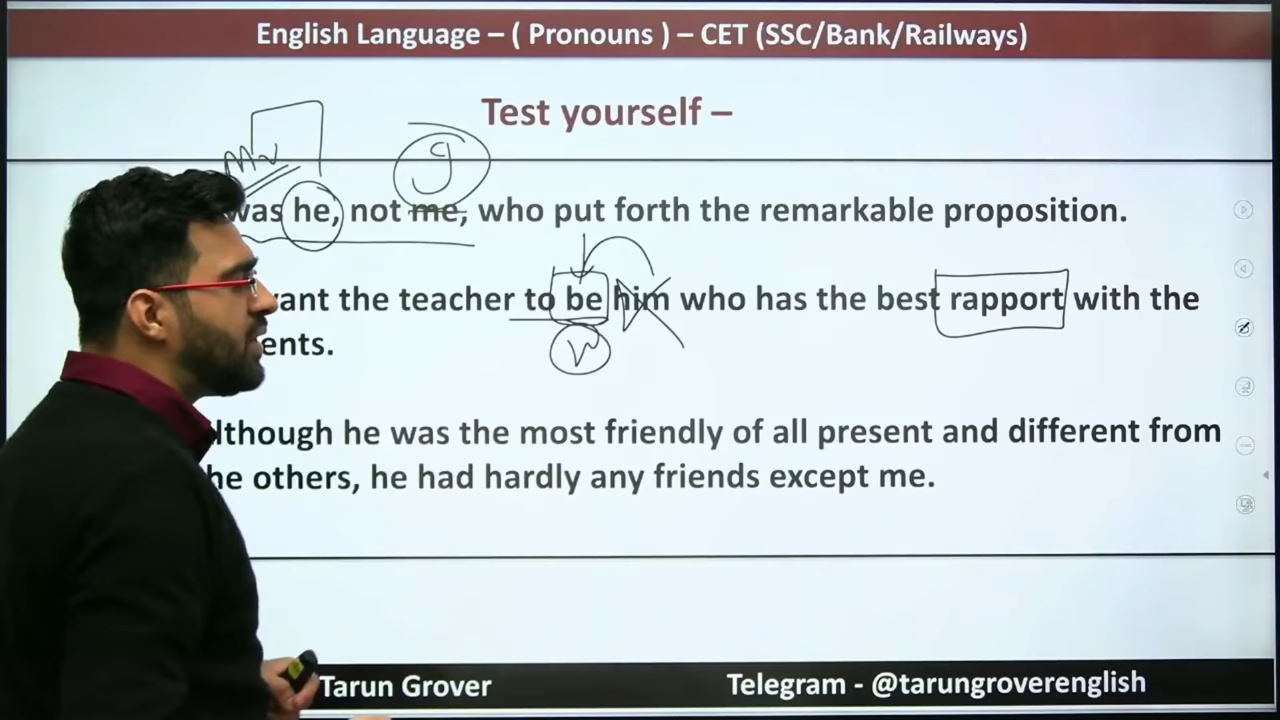 English Language – ( Pronouns ) – CET (SSC/Bank/Railways)
Test yourself –
MV
I
was he, not me, who put forth the remarkable proposition.
want the teacher to be him who has the best rapport with the
V
ents.
lthough he was the most friendly of all present and different from
he others, he had hardly any friends except me.
Tarun Grover
Telegram - @tarungroverenglish